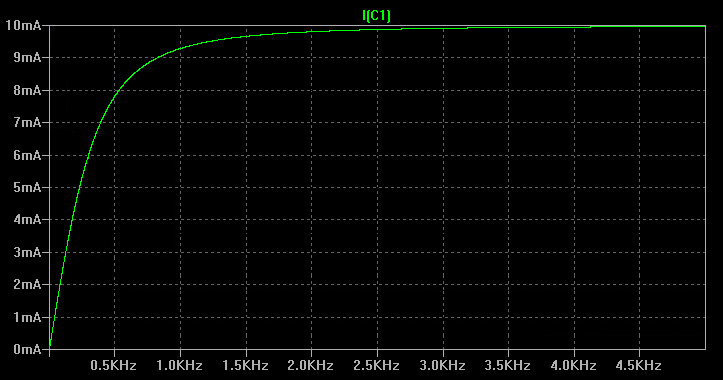 I(C1)
10mA
9mA
8mA
7mA
6mA
5mA
4mA
3mA
2mA
1mA
0mA
0.5KHz 1.0KHz 1.5KHz 2.0KHz 2.5KHz 3.0KHz 3.5KHz 4.0KHz 4.5KHz